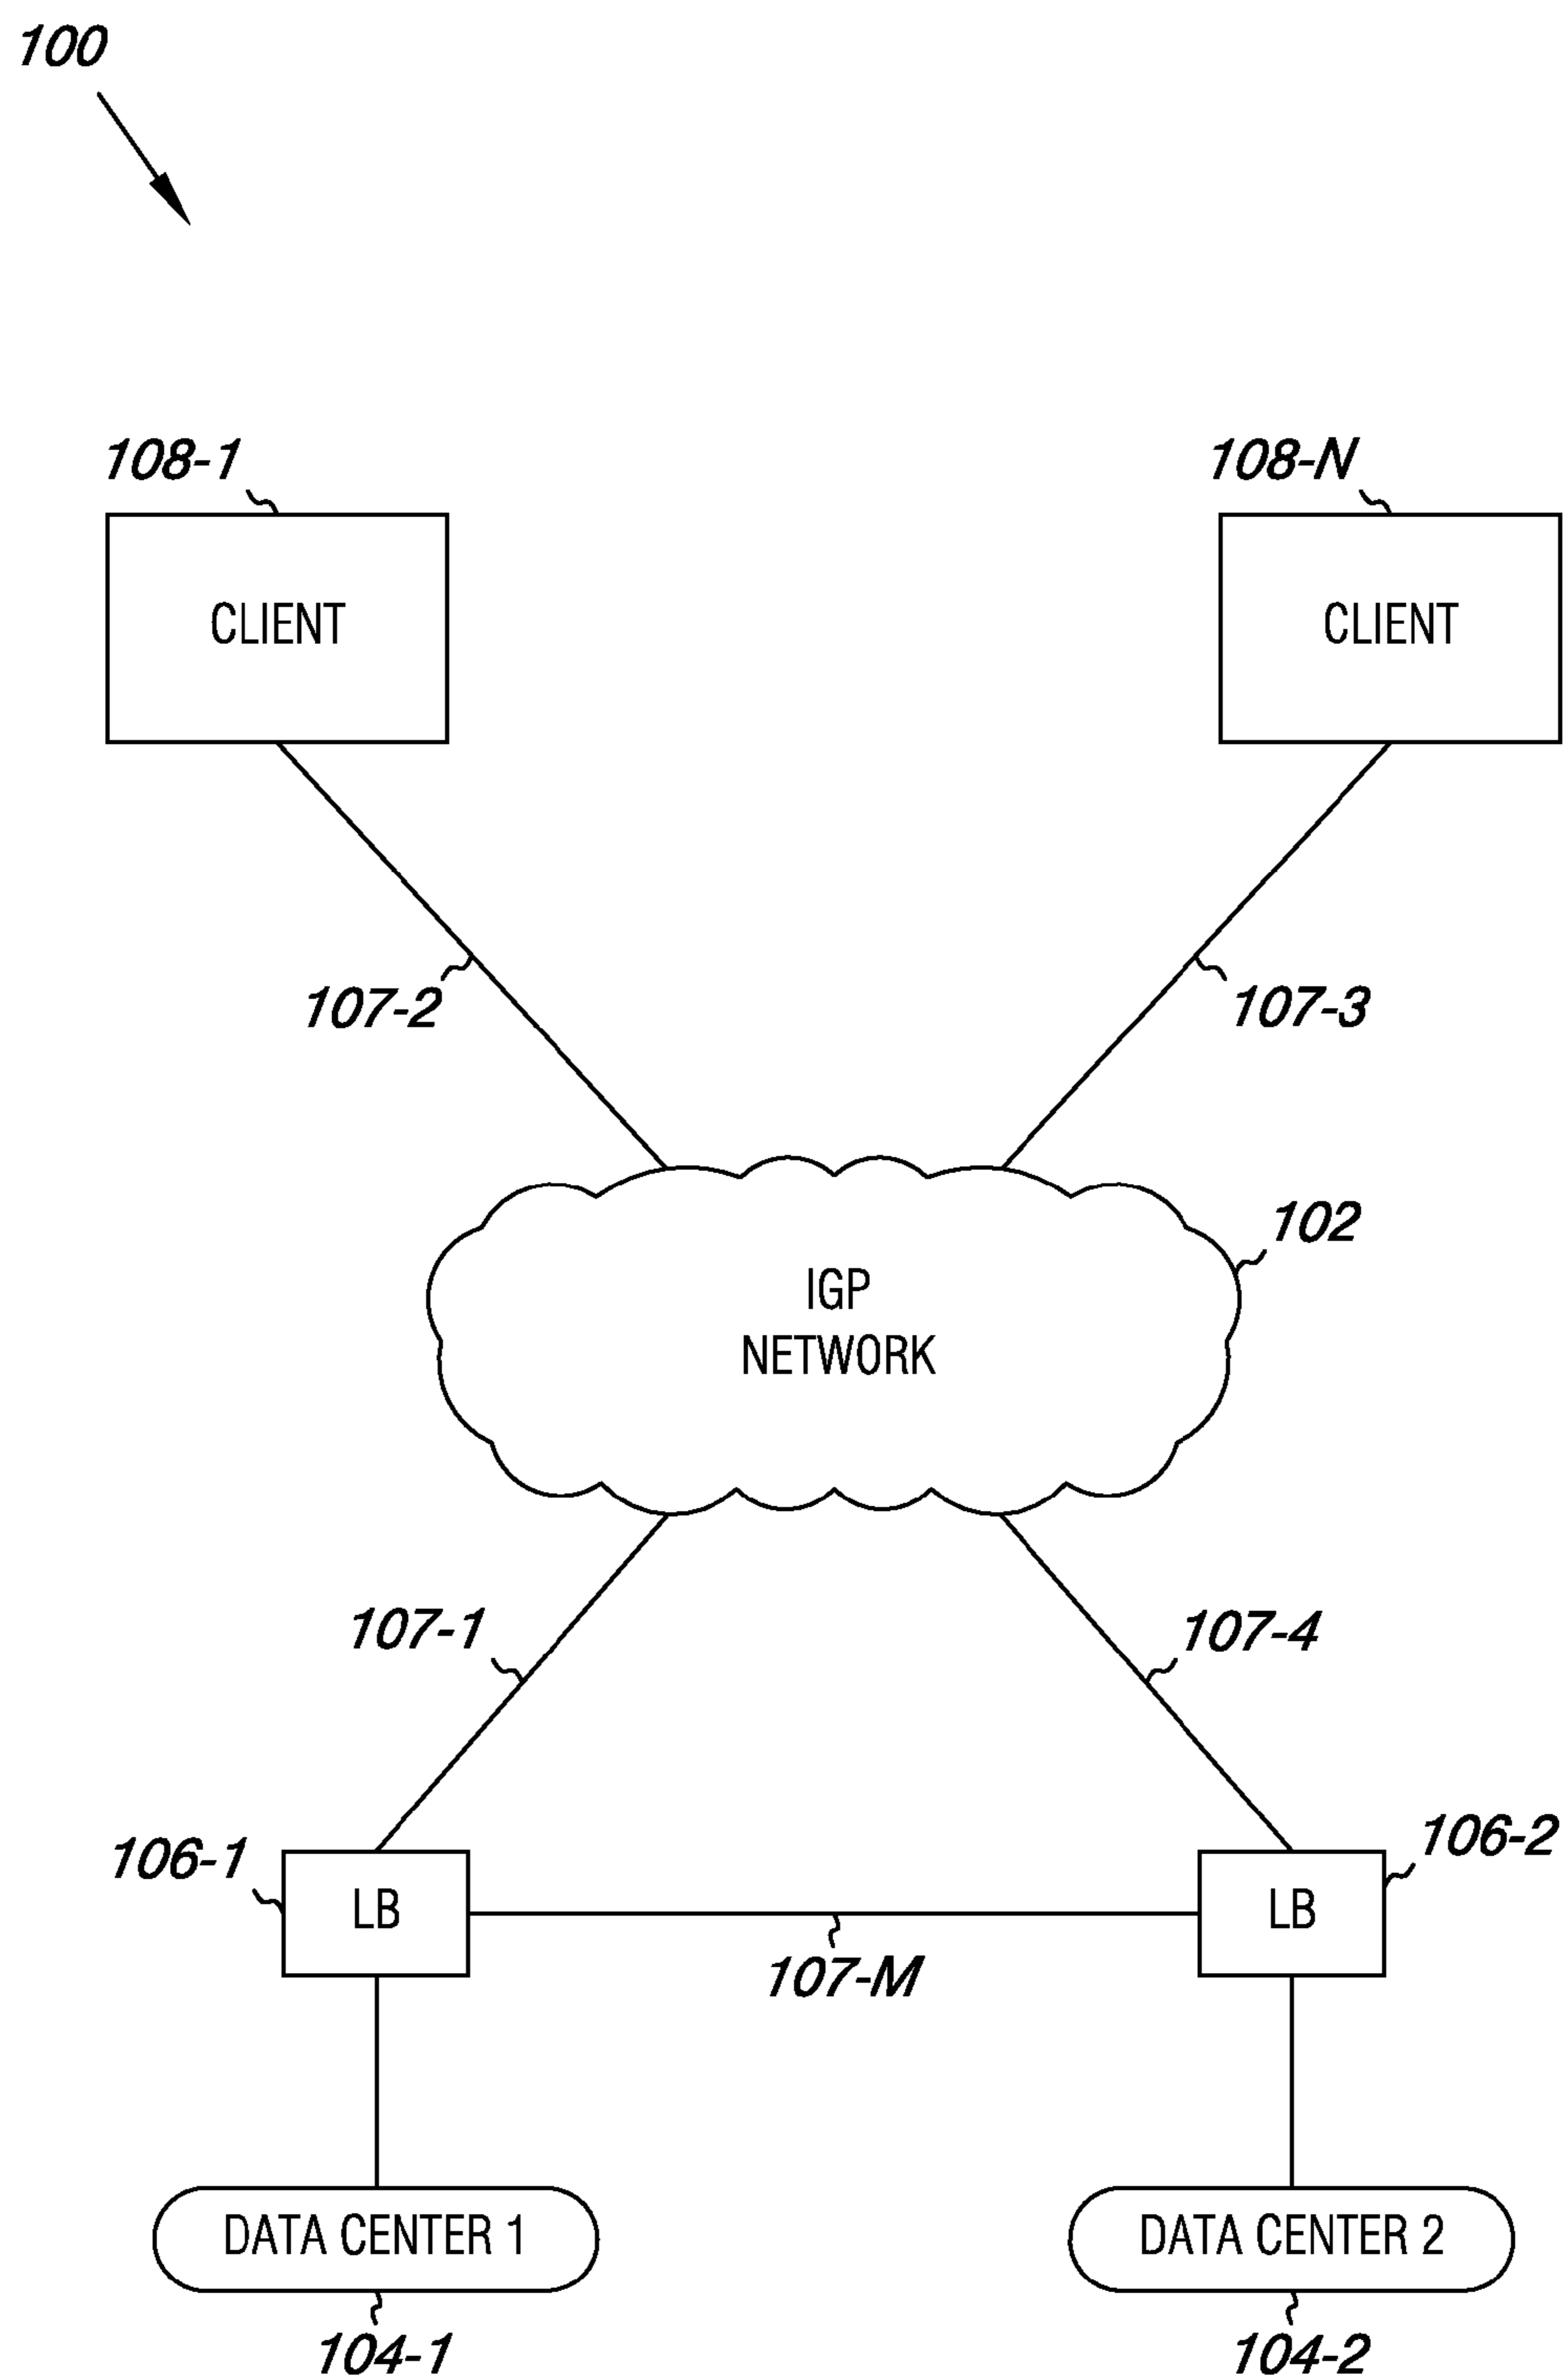 100
108-1
108-N
CLIENT
CLIENT
107-2
107-3
102
IGP
NETWORK
107-1
107-4
106-1
106-2
LB
LB
107-M
DATA CENTER 1
DATA CENTER 2
104-1
104-2